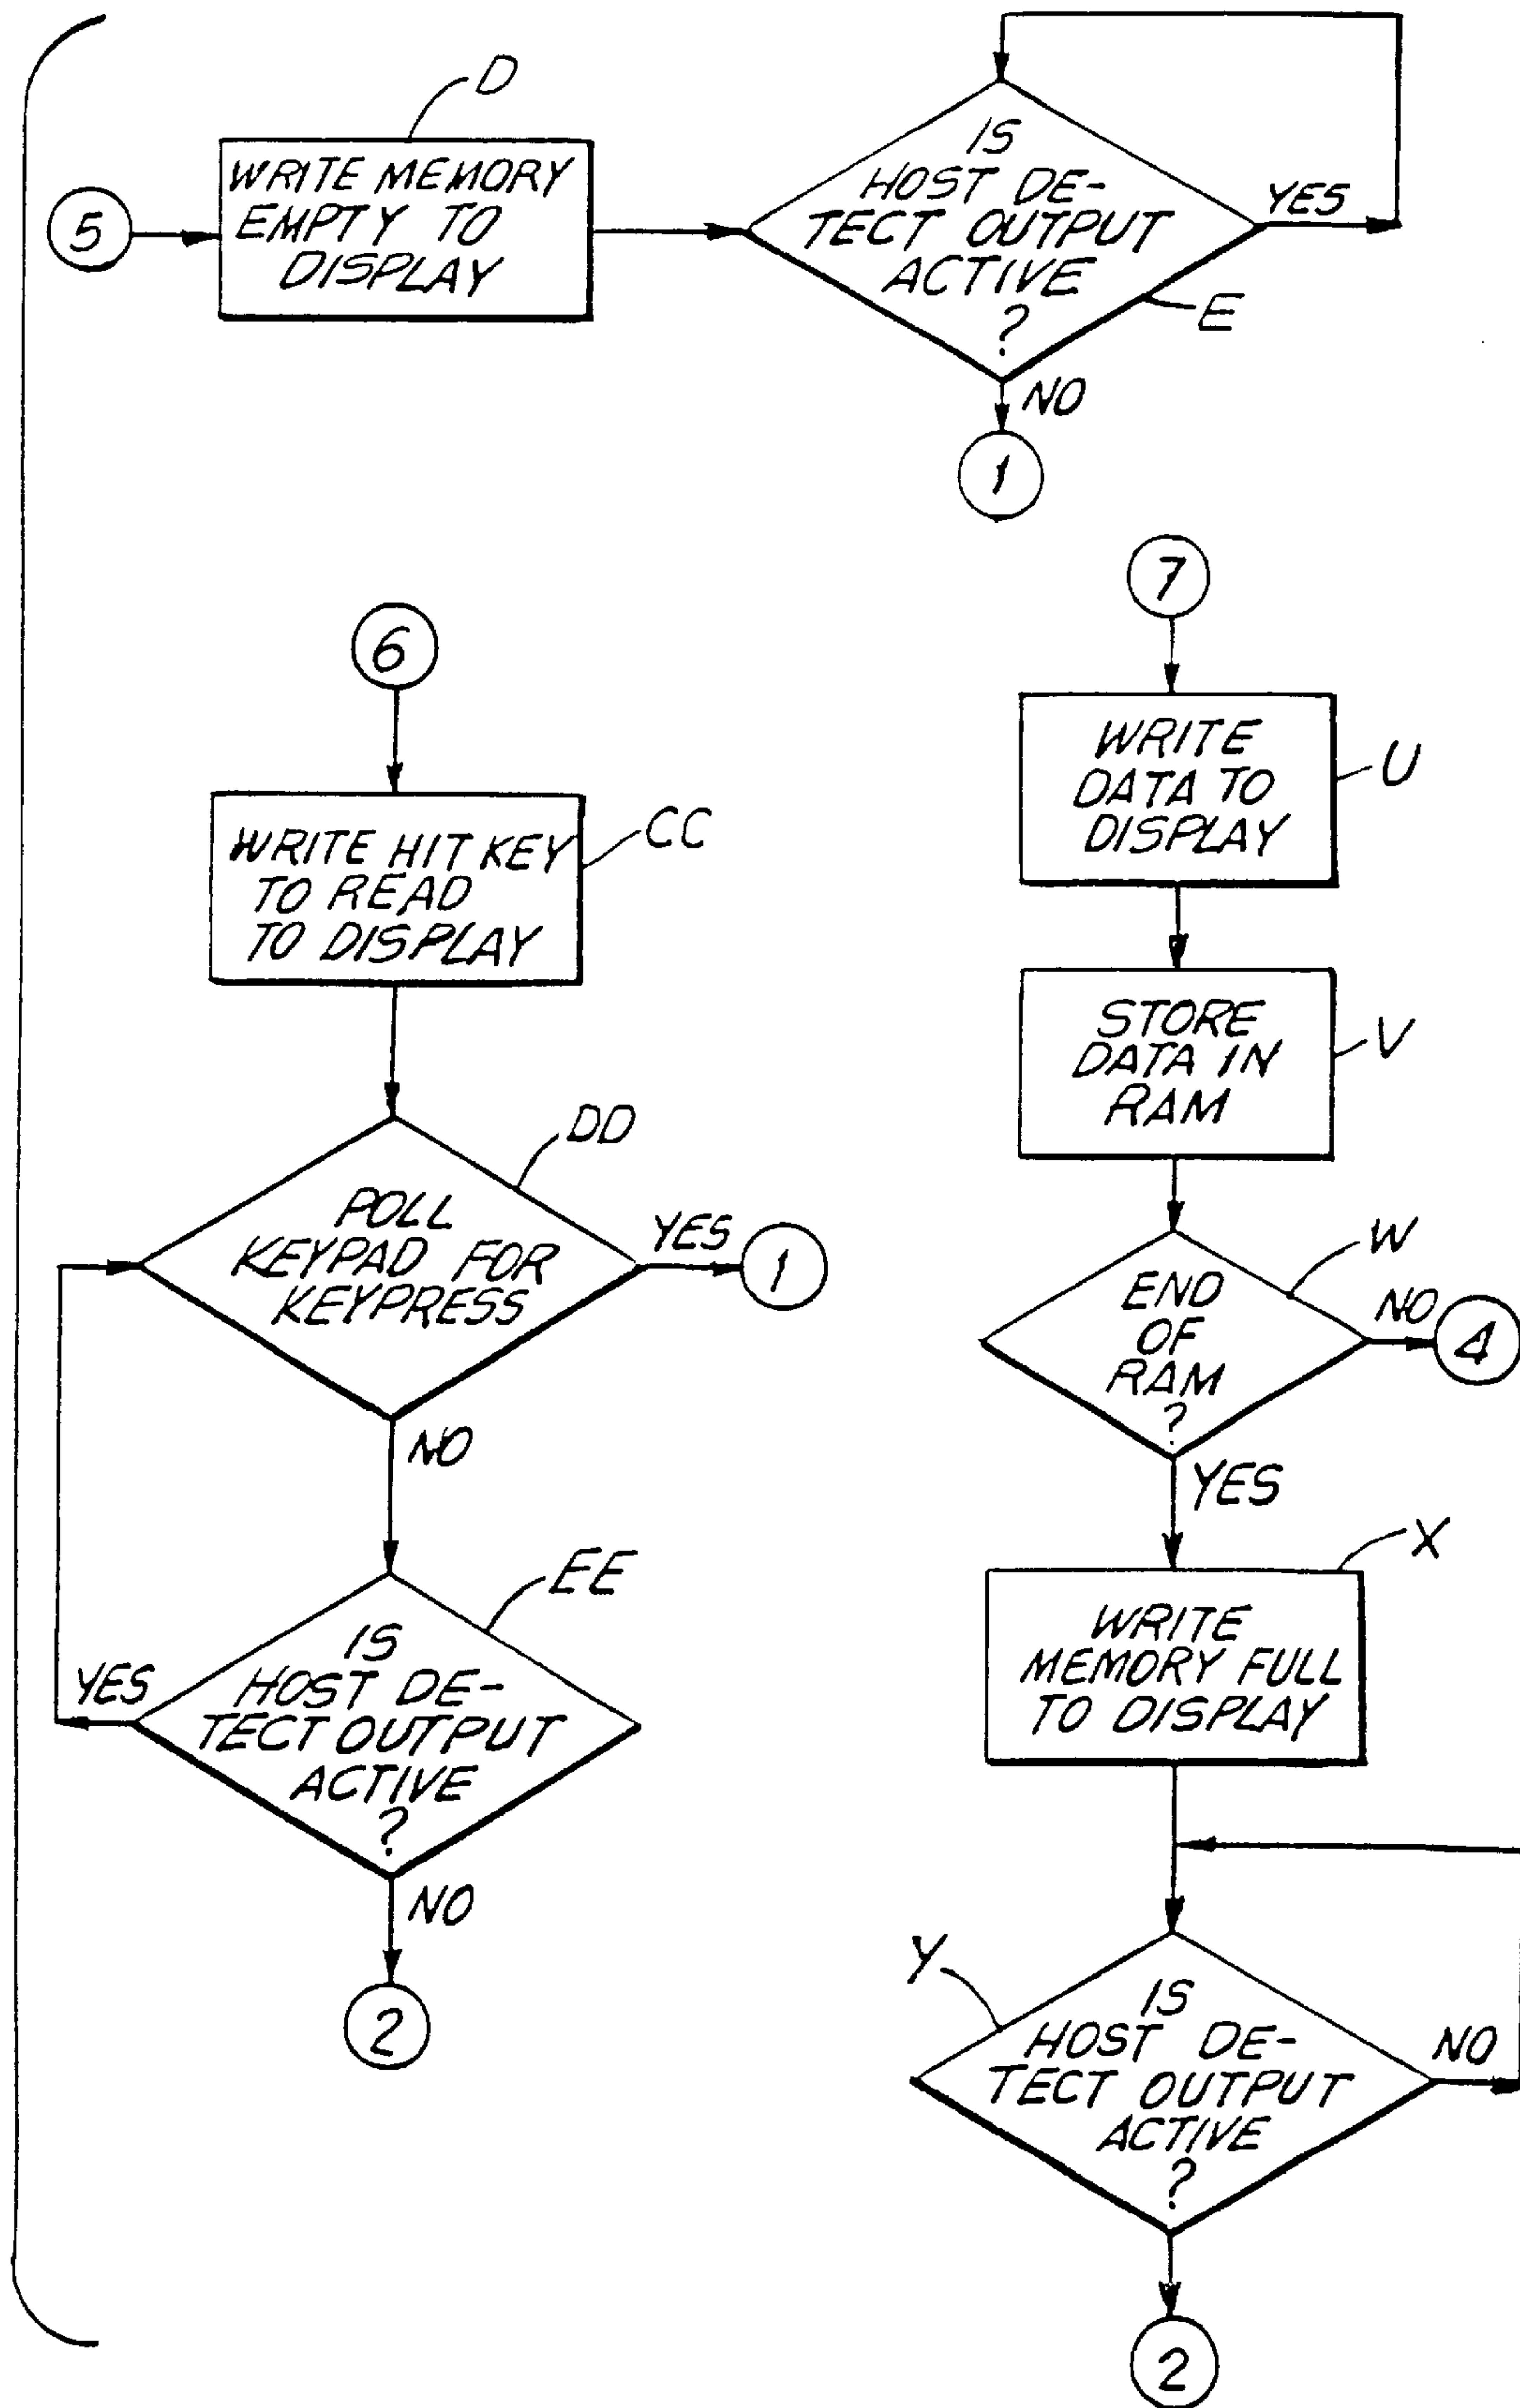 D
5
WRITE MEMORY
EMPTY TO
DISPLAY
IS
HOST DE-
TECT OUTPUT
ACTIVE
?
YES
E
NO
1
6
WRITE HIT KEY
TO READ
TO DISPLAY
CC
DD
POLL
KEYPAD FOR
KEYPRESS
YES
1
NO
EE
IS
HOST DE-
TECT OUTPUT
ACTIVE
?
YES
NO
2
7
WRITE
DATA TO
DISPLAY
U
STORE
DATA IN
RAM
V
W
END
OF
RAM
?
NO
4
YES
X
WRITE
MEMORY FULL
TO DISPLAY
Y
IS
HOST DE-
TECT OUTPUT
ACTIVE
?
NO
2